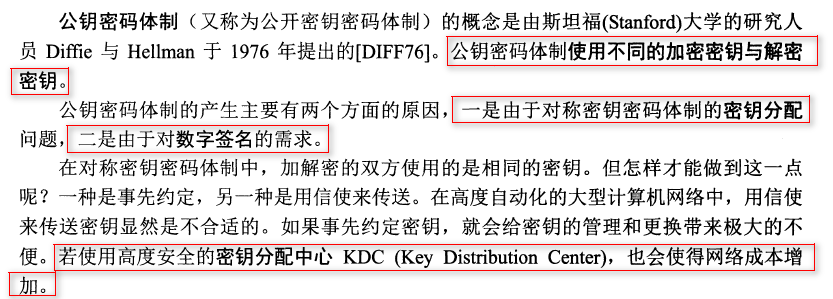 公钥密码体制（又称为公开密钥密码体制）的概念是由斯坦福(Stanford)大学的研究人
员 Diffie 与 Hellman 于 1976 年提出的[DIFF76]。公钥密码体制使用不同的加密密钥与解密
密钥。
公钥密码体制的产生主要有两个方面的原因，一是由于对称密钥密码体制的密钥分配
问题，二是由于对数字签名的需求。
在对称密钥密码体制中，加解密的双方使用的是相同的密钥。但怎样才能做到这一点
呢？一种是事先约定，另一种是用信使来传送。在高度自动化的大型计算机网络中，用信使
来传送密钥显然是不合适的。如果事先约定密钥，就会给密钥的管理和更换带来极大的不
便。若使用高度安全的密钥分配中心 KDC (Key Distribution Center)，也会使得网络成本增
加。